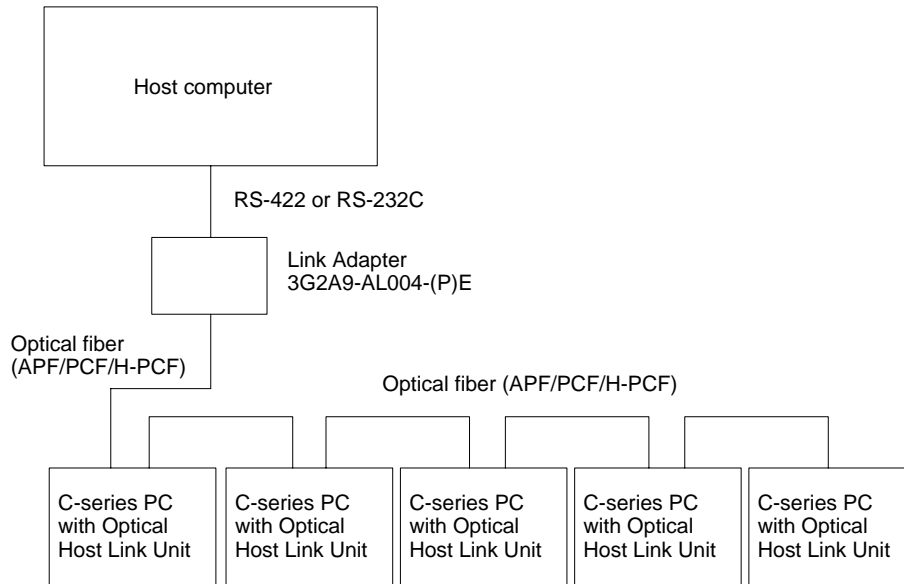 Host computer
RS-422 or RS-232C
Link Adapter
3G2A9-AL004-(P)E
Optical fiber
(APF/PCF/H-PCF)
Optical fiber (APF/PCF/H-PCF)
C-series PC
with Optical
Host Link Unit
C-series PC
with Optical
Host Link Unit
C-series PC
with Optical
Host Link Unit
C-series PC
with Optical
Host Link Unit
C-series PC
with Optical
Host Link Unit